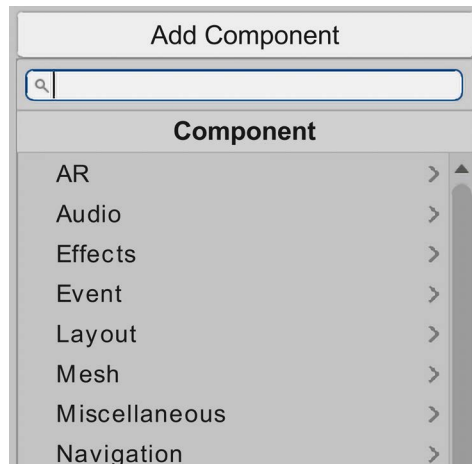 Add Component
Component
AR
Audio
Effects
Event
Layout
Mesh
Miscellaneous
Navigation